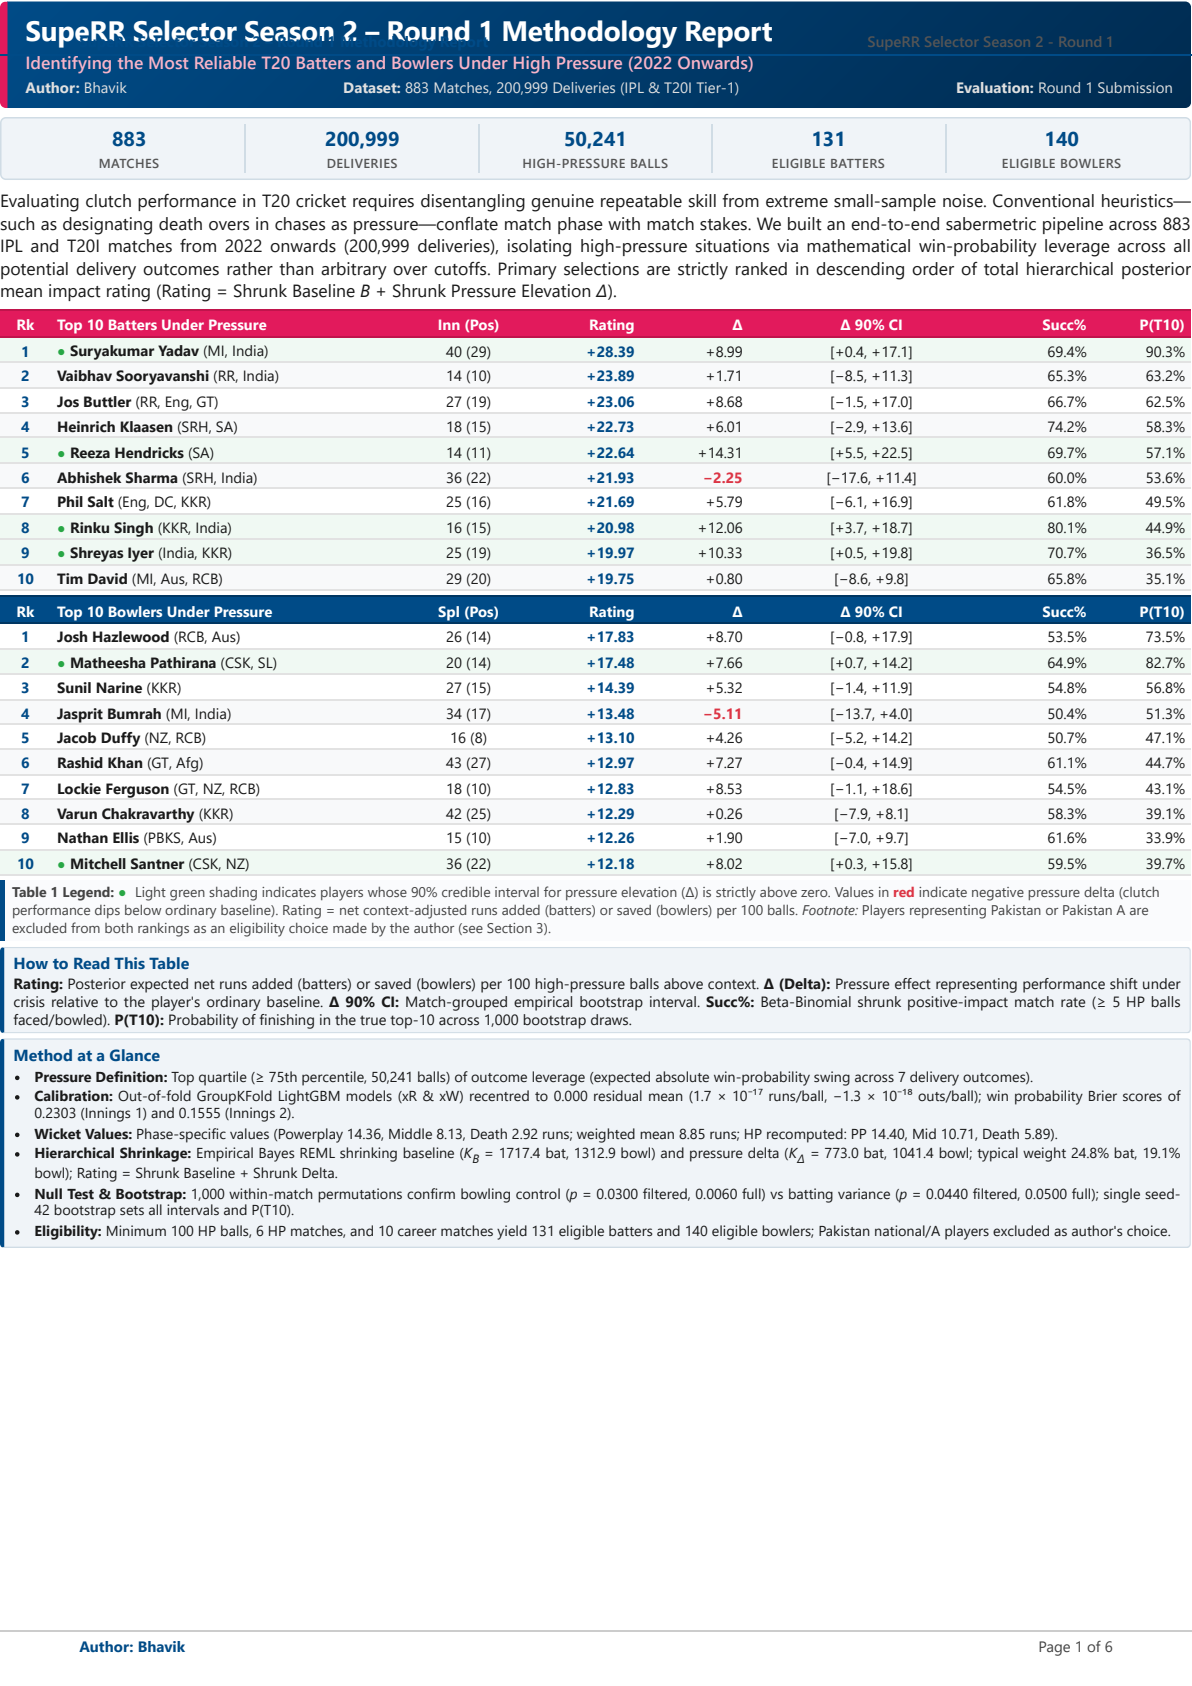 SupeRR Selector Season 2 – Round 1 Methodology Report
SupeRR Selector Season 2 - Round 1
Identifying the Most Reliable T20 Batters and Bowlers Under High Pressure (2022 Onwards)
Author: Bhavik Dataset: 883 Matches, 200,999 Deliveries (IPL & T20I Tier-1) Evaluation: Round 1 Submission
883 200,999 50,241 131 140
MATCHES DELIVERIES HIGH-PRESSURE BALLS ELIGIBLE BATTERS ELIGIBLE BOWLERS
Evaluating clutch performance in T20 cricket requires disentangling genuine repeatable skill from extreme small-sample noise. Conventional heuristics—
such as designating death overs in chases as pressure—conflate match phase with match stakes. We built an end-to-end sabermetric pipeline across 883
IPL and T20I matches from 2022 onwards (200,999 deliveries), isolating high-pressure situations via mathematical win-probability leverage across all
potential delivery outcomes rather than arbitrary over cutoffs. Primary selections are strictly ranked in descending order of total hierarchical posterior
mean impact rating (Rating = Shrunk Baseline B + Shrunk Pressure Elevation Δ).
Rk Top 10 Batters Under Pressure Inn (Pos) Rating Δ Δ 90% CI Succ% P(T10)
1 ● Suryakumar Yadav (MI, India) 40 (29) +28.39 +8.99 [+0.4, +17.1] 69.4% 90.3%
2 Vaibhav Sooryavanshi (RR, India) 14 (10) +23.89 +1.71 [−8.5, +11.3] 65.3% 63.2%
3 Jos Buttler (RR, Eng, GT) 27 (19) +23.06 +8.68 [−1.5, +17.0] 66.7% 62.5%
4 Heinrich Klaasen (SRH, SA) 18 (15) +22.73 +6.01 [−2.9, +13.6] 74.2% 58.3%
5 ● Reeza Hendricks (SA) 14 (11) +22.64 +14.31 [+5.5, +22.5] 69.7% 57.1%
6 Abhishek Sharma (SRH, India) 36 (22) +21.93 −2.25 [−17.6, +11.4] 60.0% 53.6%
7 Phil Salt (Eng, DC, KKR) 25 (16) +21.69 +5.79 [−6.1, +16.9] 61.8% 49.5%
8 ● Rinku Singh (KKR, India) 16 (15) +20.98 +12.06 [+3.7, +18.7] 80.1% 44.9%
9 ● Shreyas Iyer (India, KKR) 25 (19) +19.97 +10.33 [+0.5, +19.8] 70.7% 36.5%
10 Tim David (MI, Aus, RCB) 29 (20) +19.75 +0.80 [−8.6, +9.8] 65.8% 35.1%
Rk Top 10 Bowlers Under Pressure Spl (Pos) Rating Δ Δ 90% CI Succ% P(T10)
1 Josh Hazlewood (RCB, Aus) 26 (14) +17.83 +8.70 [−0.8, +17.9] 53.5% 73.5%
2 ● Matheesha Pathirana (CSK, SL) 20 (14) +17.48 +7.66 [+0.7, +14.2] 64.9% 82.7%
3 Sunil Narine (KKR) 27 (15) +14.39 +5.32 [−1.4, +11.9] 54.8% 56.8%
4 Jasprit Bumrah (MI, India) 34 (17) +13.48 −5.11 [−13.7, +4.0] 50.4% 51.3%
5 Jacob Duffy (NZ, RCB) 16 (8) +13.10 +4.26 [−5.2, +14.2] 50.7% 47.1%
6 Rashid Khan (GT, Afg) 43 (27) +12.97 +7.27 [−0.4, +14.9] 61.1% 44.7%
7 Lockie Ferguson (GT, NZ, RCB) 18 (10) +12.83 +8.53 [−1.1, +18.6] 54.5% 43.1%
8 Varun Chakravarthy (KKR) 42 (25) +12.29 +0.26 [−7.9, +8.1] 58.3% 39.1%
9 Nathan Ellis (PBKS, Aus) 15 (10) +12.26 +1.90 [−7.0, +9.7] 61.6% 33.9%
10 ● Mitchell Santner (CSK, NZ) 36 (22) +12.18 +8.02 [+0.3, +15.8] 59.5% 39.7%
Table 1 Legend: ● Light green shading indicates players whose 90% credible interval for pressure elevation (Δ) is strictly above zero. Values in red indicate negative pressure delta (clutch
performance dips below ordinary baseline). Rating = net context-adjusted runs added (batters) or saved (bowlers) per 100 balls. Footnote: Players representing Pakistan or Pakistan A are
excluded from both rankings as an eligibility choice made by the author (see Section 3).
How to Read This Table
Rating: Posterior expected net runs added (batters) or saved (bowlers) per 100 high-pressure balls above context. Δ (Delta): Pressure effect representing performance shift under
crisis relative to the player's ordinary baseline. Δ 90% CI: Match-grouped empirical bootstrap interval. Succ%: Beta-Binomial shrunk positive-impact match rate (≥ 5 HP balls
faced/bowled). P(T10): Probability of finishing in the true top-10 across 1,000 bootstrap draws.
Method at a Glance
• Pressure Definition: Top quartile (≥ 75th percentile, 50,241 balls) of outcome leverage (expected absolute win-probability swing across 7 delivery outcomes).
• Calibration: Out-of-fold GroupKFold LightGBM models (xR & xW) recentred to 0.000 residual mean (1.7 × 10⁻¹⁷ runs/ball, −1.3 × 10⁻¹⁸ outs/ball); win probability Brier scores of
0.2303 (Innings 1) and 0.1555 (Innings 2).
• Wicket Values: Phase-specific values (Powerplay 14.36, Middle 8.13, Death 2.92 runs; weighted mean 8.85 runs; HP recomputed: PP 14.40, Mid 10.71, Death 5.89).
• Hierarchical Shrinkage: Empirical Bayes REML shrinking baseline (K_B = 1717.4 bat, 1312.9 bowl) and pressure delta (K_Δ = 773.0 bat, 1041.4 bowl; typical weight 24.8% bat, 19.1%
bowl); Rating = Shrunk Baseline + Shrunk Delta.
• Null Test & Bootstrap: 1,000 within-match permutations confirm bowling control (p = 0.0300 filtered, 0.0060 full) vs batting variance (p = 0.0440 filtered, 0.0500 full); single seed-
42 bootstrap sets all intervals and P(T10).
• Eligibility: Minimum 100 HP balls, 6 HP matches, and 10 career matches yield 131 eligible batters and 140 eligible bowlers; Pakistan national/A players excluded as author's choice.
Author: Bhavik Page 1 of 6